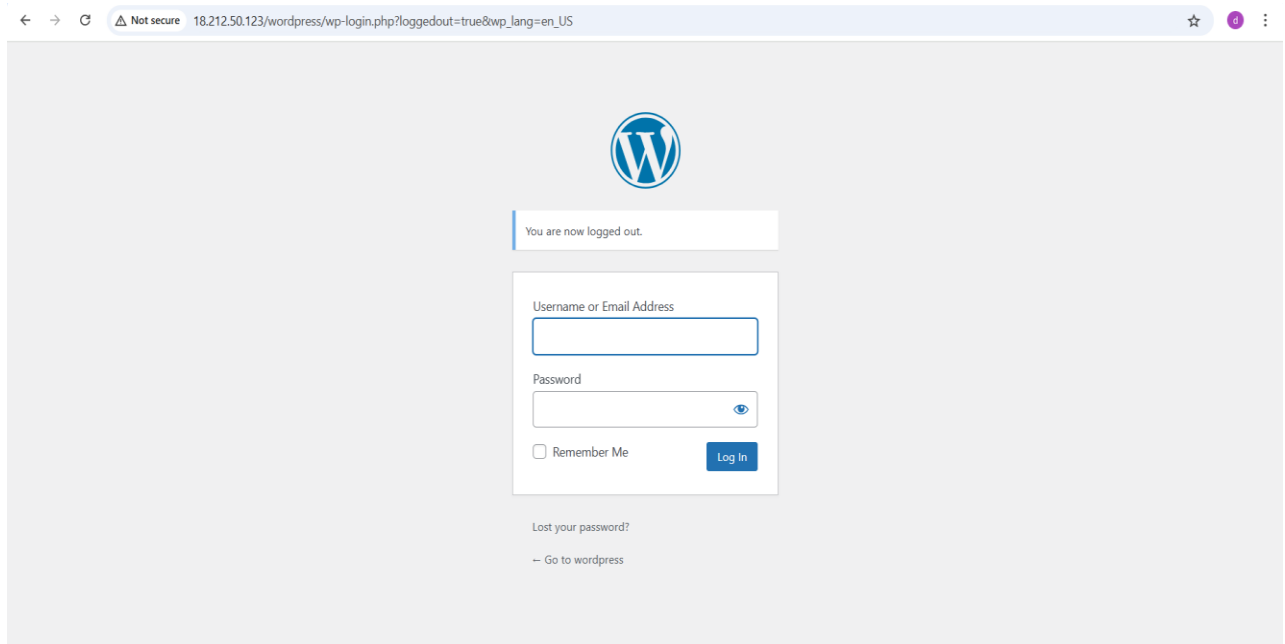 Not secure 18.212.50.123/wordpress/wp-login.php?loggedout=true&wp_lang=en_US
d
You are now logged out.
Username or Email Address
Password
Remember Me
Log In
Lost your password?
← Go to wordpress